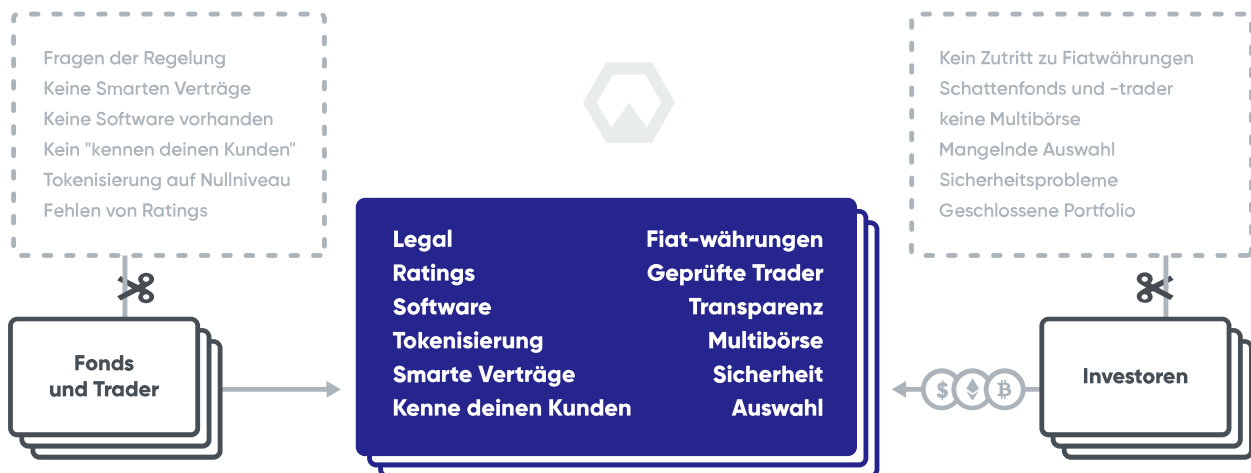 Fragen der Regelung
Keine Smarten Verträge
Keine Software vorhanden
Kein "kennen deinen Kunden"
Tokenisierung auf Nullniveau
Fehlen von Ratings
Fonds
und Trader
Legal
Ratings
Software
Tokenisierung
Smarte Verträge
Kenne deinen Kunden
Fiat-währungen
Geprüfte Trader
Transparenz
Multibörse
Sicherheit
Auswahl
Kein Zutritt zu Fiatwährungen
Schattenfonds und -trader
keine Multibörse
Mangelnde Auswahl
Sicherheitsprobleme
Geschlossene Portfolio
Investoren